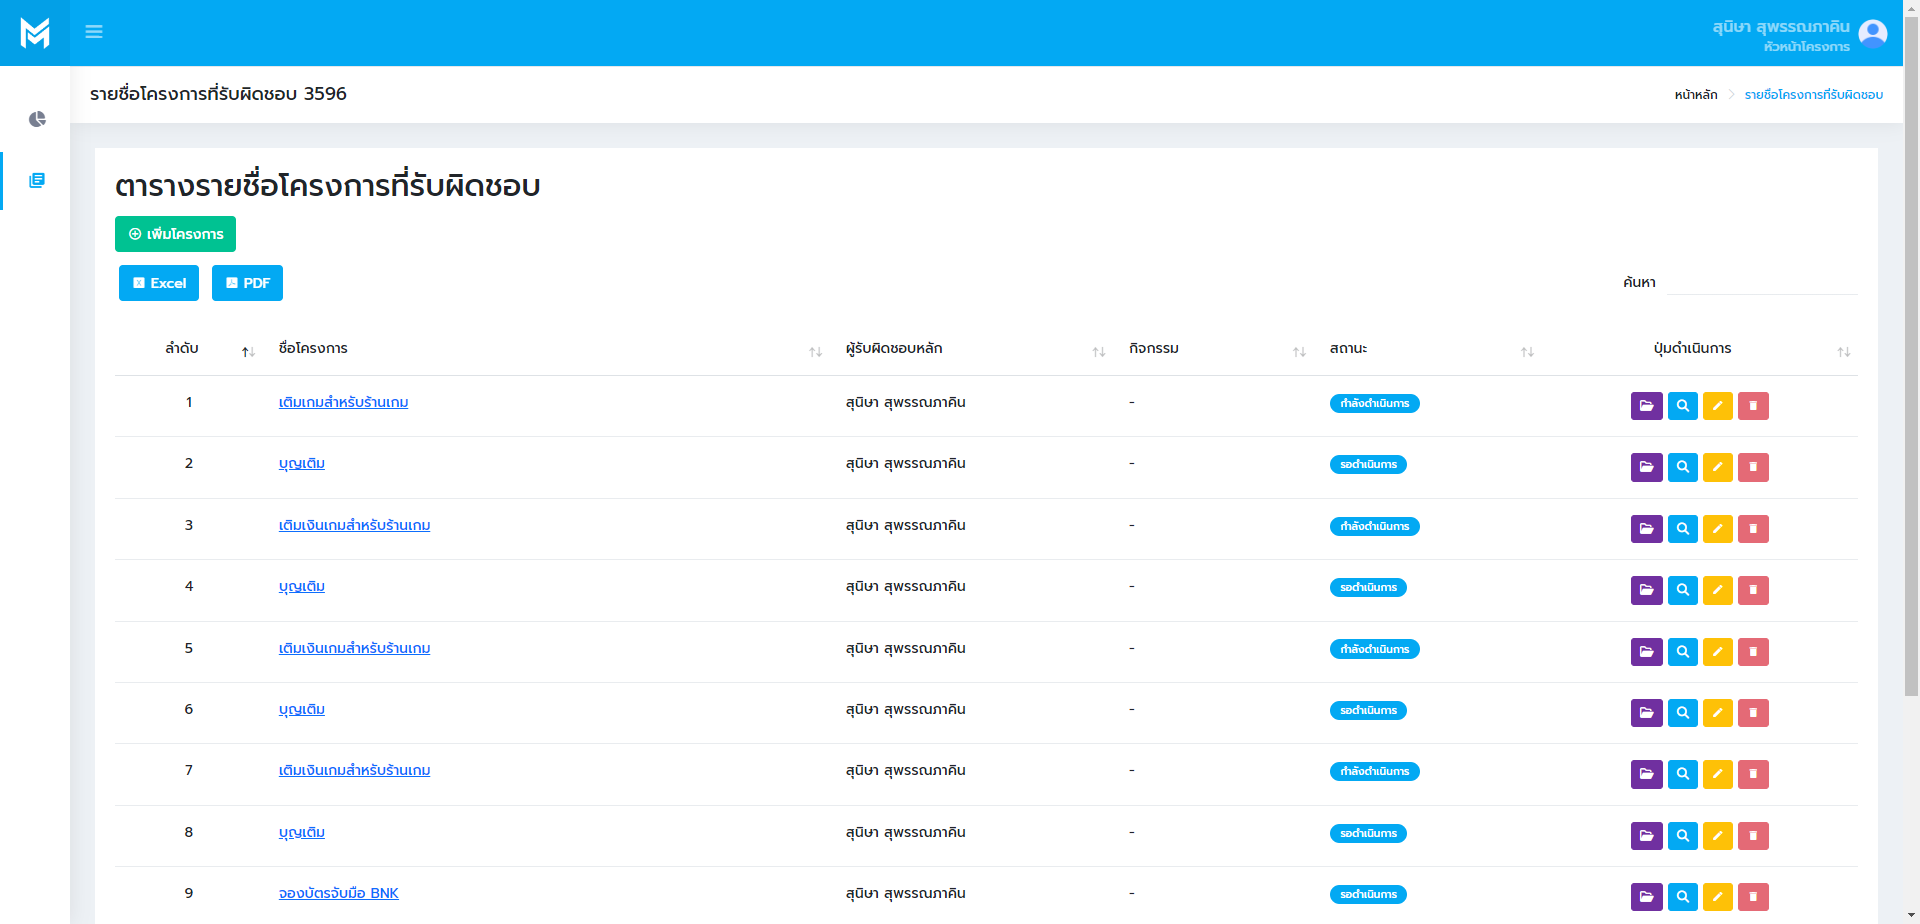 สุนิษา สุพรรณภาคิน
หัวหน้าโครงการ
รายชื่อโครงการที่รับผิดชอบ 3596
หน้าหลัก > รายชื่อโครงการที่รับผิดชอบ
ตารางรายชื่อโครงการที่รับผิดชอบ
เพิ่มโครงการ
Excel PDF ค้นหา
ลำดับ ชื่อโครงการ ผู้รับผิดชอบหลัก กิจกรรม สถานะ ปุ่มดำเนินการ
1 เติมเกมสำหรับร้านเกม สุนิษา สุพรรณภาคิน - กำลังดำเนินการ
2 บุญเติม สุนิษา สุพรรณภาคิน - รอดำเนินการ
3 เติมเงินเกมสำหรับร้านเกม สุนิษา สุพรรณภาคิน - กำลังดำเนินการ
4 บุญเติม สุนิษา สุพรรณภาคิน - รอดำเนินการ
5 เติมเงินเกมสำหรับร้านเกม สุนิษา สุพรรณภาคิน - กำลังดำเนินการ
6 บุญเติม สุนิษา สุพรรณภาคิน - รอดำเนินการ
7 เติมเงินเกมสำหรับร้านเกม สุนิษา สุพรรณภาคิน - กำลังดำเนินการ
8 บุญเติม สุนิษา สุพรรณภาคิน - รอดำเนินการ
9 จองบัตรจับมือ BNK สุนิษา สุพรรณภาคิน - รอดำเนินการ